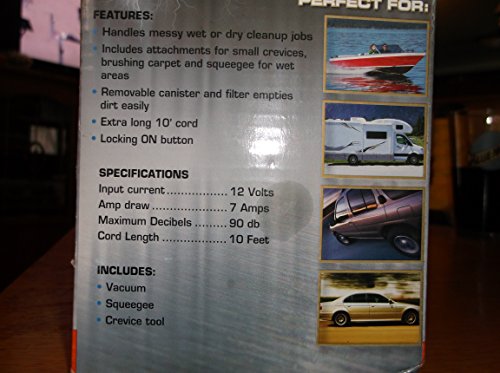 PERFECT FOR:
FEATURES:
• Handles messy wet or dry cleanup jobs
• Includes attachments for small crevices,
brushing carpet and squeegee for wet
areas
• Removable canister and filter empties
dirt easily
• Extra long 10' cord
• Locking ON button
SPECIFICATIONS
Input current.................. 12 Volts
Amp draw ....................... 7 Amps
Maximum Decibels ........ 90 db
Cord Length ................... 10 Feet
INCLUDES:
• Vacuum
• Squeegee
• Crevice tool